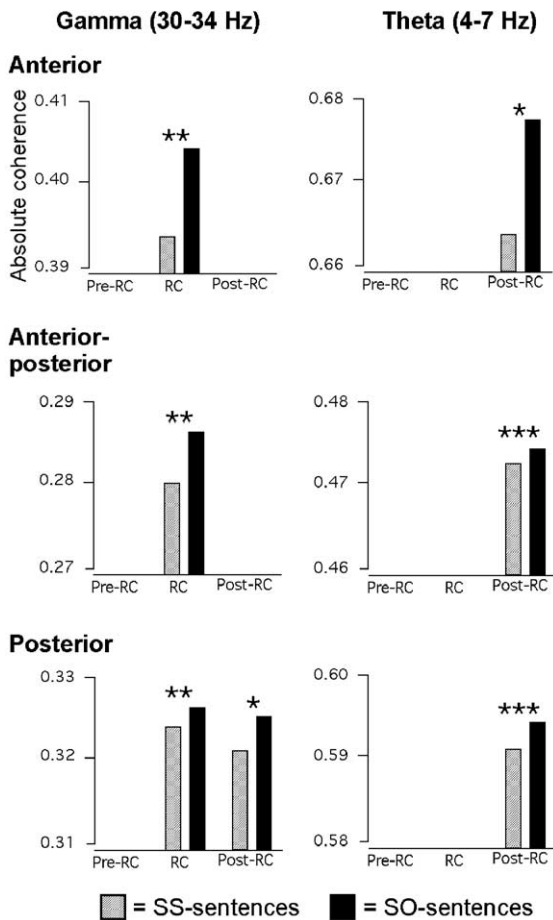 Gamma (30-34 Hz) Theta (4-7 Hz)
Anterior
Absolute coherence
0.41
0.40
0.39
**
Pre-RC RC Post-RC
0.68
0.67
0.66
*
Pre-RC RC Post-RC
Anterior-
posterior
0.29
0.28
0.27
**
Pre-RC RC Post-RC
0.48
0.47
0.46
***
Pre-RC RC Post-RC
Posterior
0.33
0.32
0.31
** *
Pre-RC RC Post-RC
0.60
0.59
0.58
***
Pre-RC RC Post-RC
= SS-sentences = SO-sentences